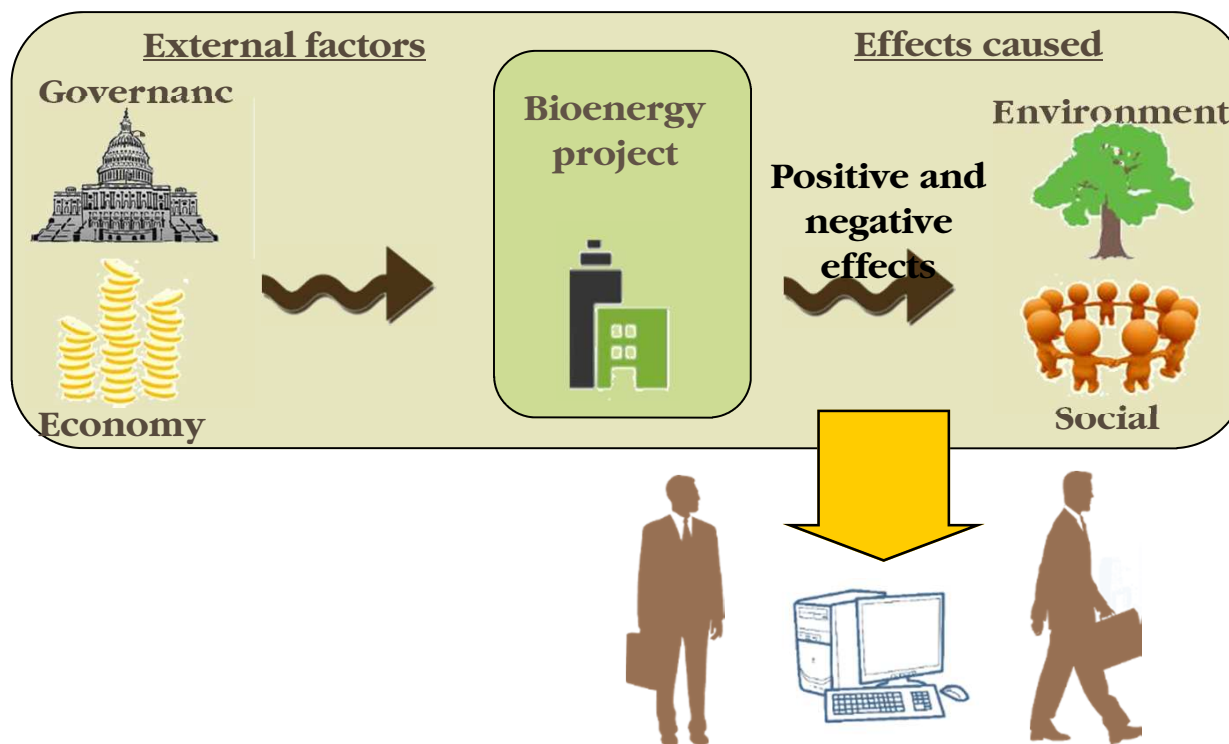 External factors
Governanc
Economy
Bioenergy
project
Effects caused
Positive and
negative
effects
Environment
Social